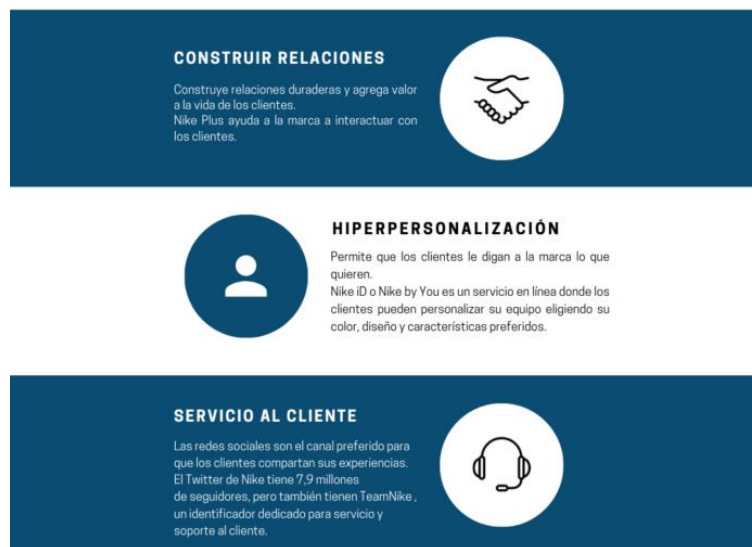 CONSTRUIR RELACIONES
Construye relaciones duraderas y agrega valor
a la vida de los clientes.
Nike Plus ayuda a la marca a interactuar con
los clientes.
HIPERPERSONALIZACIÓN
Permite que los clientes le digan a la marca lo que
quieren.
Nike iD o Nike by You es un servicio en línea donde los
clientes pueden personalizar su equipo eligiendo su
color, diseño y características preferidos.
SERVICIO AL CLIENTE
Las redes sociales son el canal preferido para
que los clientes compartan sus experiencias.
El Twitter de Nike tiene 7,9 millones
de seguidores, pero también tienen TeamNike ,
un identificador dedicado para servicio y
soporte al cliente.